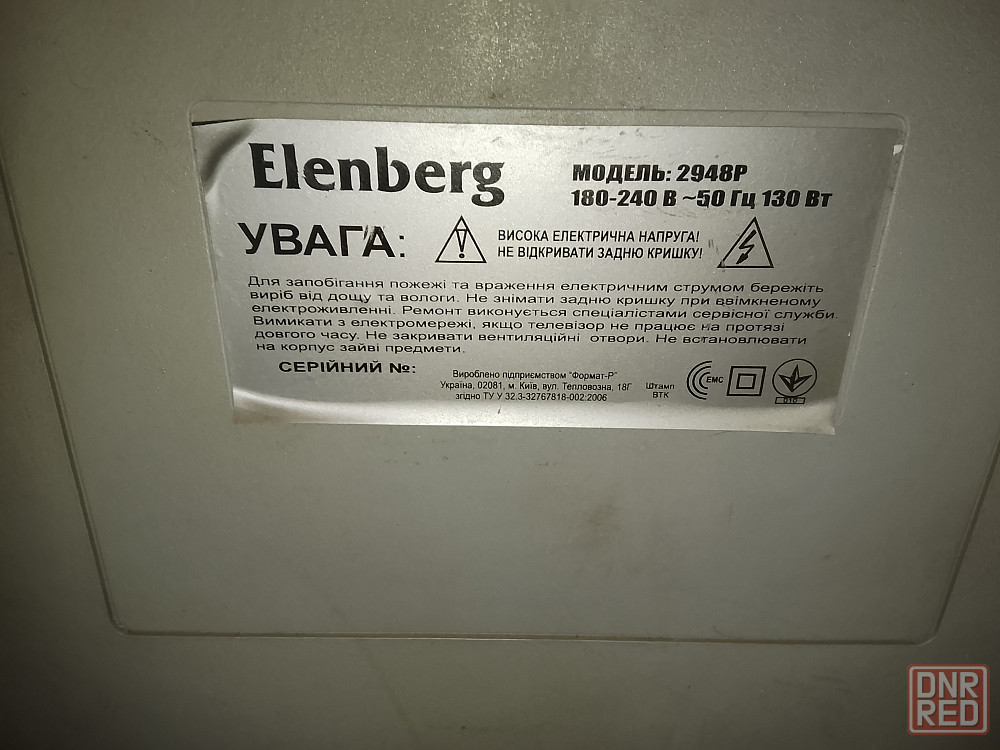 Elenberg
МОДЕЛЬ: 2948P
180-240 В ~50 Гц 130 Вт
УВАГА:
ВИСОКА ЕЛЕКТРИЧНА НАПРУГА!
НЕ ВІДКРИВАТИ ЗАДНЮ КРИШКУ!
Для запобігання пожежі та враження електричним струмом бережіть
виріб від дощу та вологи. Не знімати задню кришку при ввімкненому
електроживленні. Ремонт виконується спеціалістами сервісної служби.
Вимикати з електромережі, якщо телевізор не працює на протязі
довгого часу. Не закривати вентиляційні отвори. Не встановлювати
на корпус зайві предмети.
СЕРІЙНИЙ №:
Вироблено підприємством "Формат-Р"
Україна, 02081, м. Київ, вул. Тепловозна, 18Г
згідно ТУ У 32.3-32767818-002:2006
Штамп
ВТК
EMC
010
DNR
RED